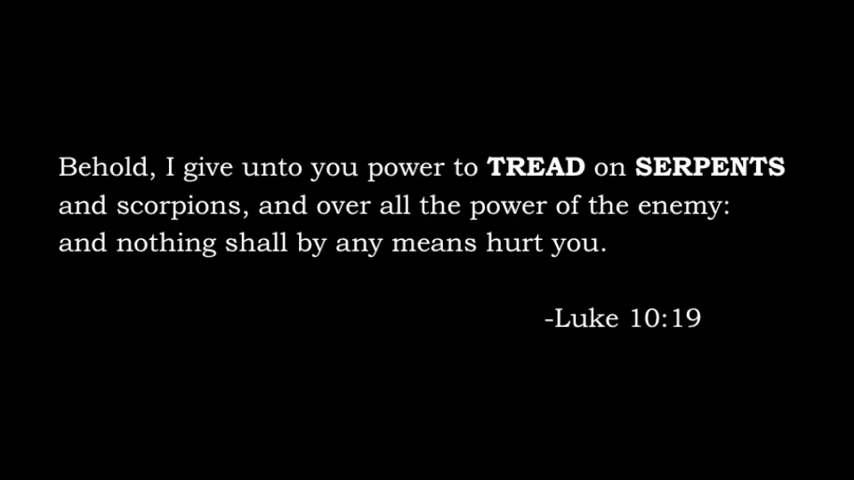 Behold, I give unto you power to TREAD on SERPENTS
and scorpions, and over all the power of the enemy:
and nothing shall by any means hurt you.
-Luke 10:19